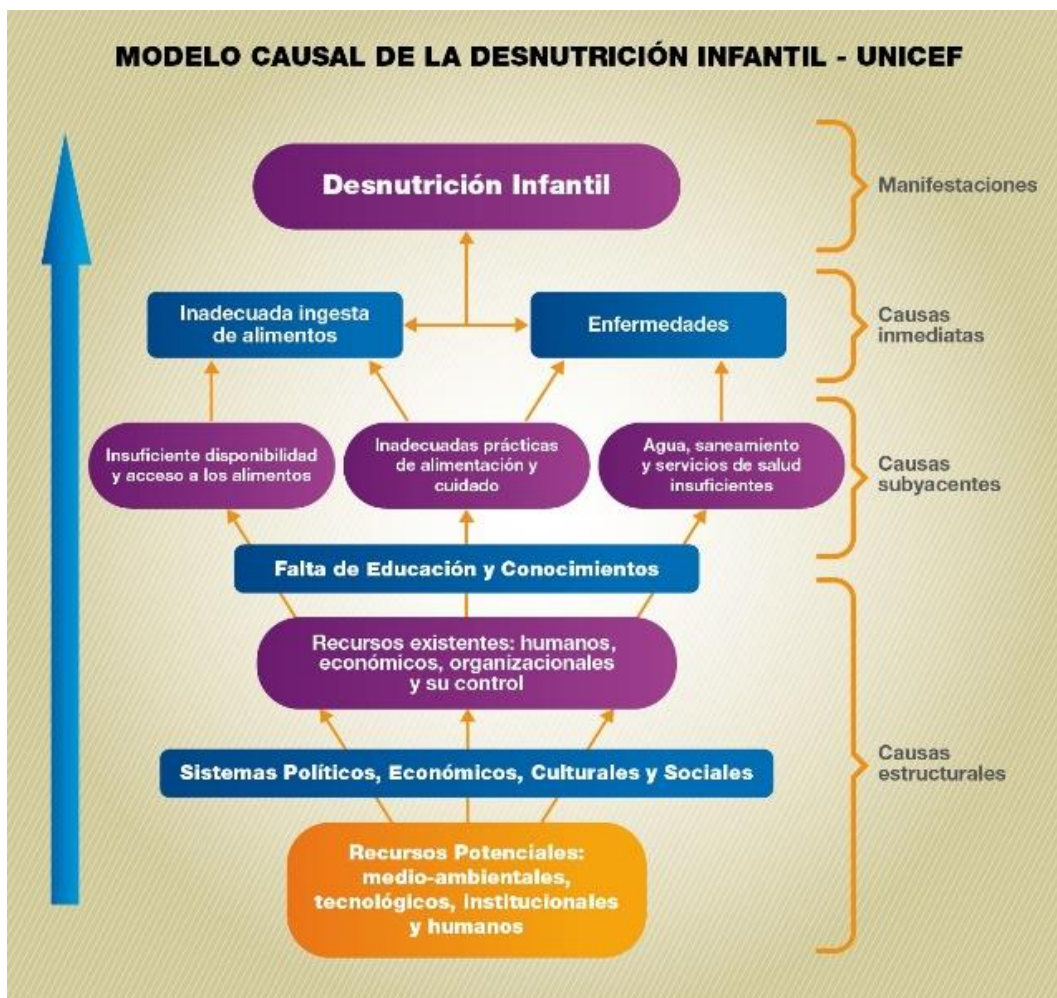 MODELO CAUSAL DE LA DESNUTRICIÓN INFANTIL - UNICEF
Desnutrición Infantil
Manifestaciones
Inadecuada ingesta
de alimentos
Enfermedades
Causas
inmediatas
Insuficiente disponibilidad
y acceso a los alimentos
Inadecuadas prácticas
de alimentación y
cuidado
Agua, saneamiento
y servicios de salud
insuficientes
Causas
subyacentes
Falta de Educación y Conocimientos
Recursos existentes: humanos,
económicos, organizacionales
y su control
Sistemas Políticos, Económicos, Culturales y Sociales
Causas
estructurales
Recursos Potenciales:
medio-ambientales,
tecnológicos, institucionales
y humanos